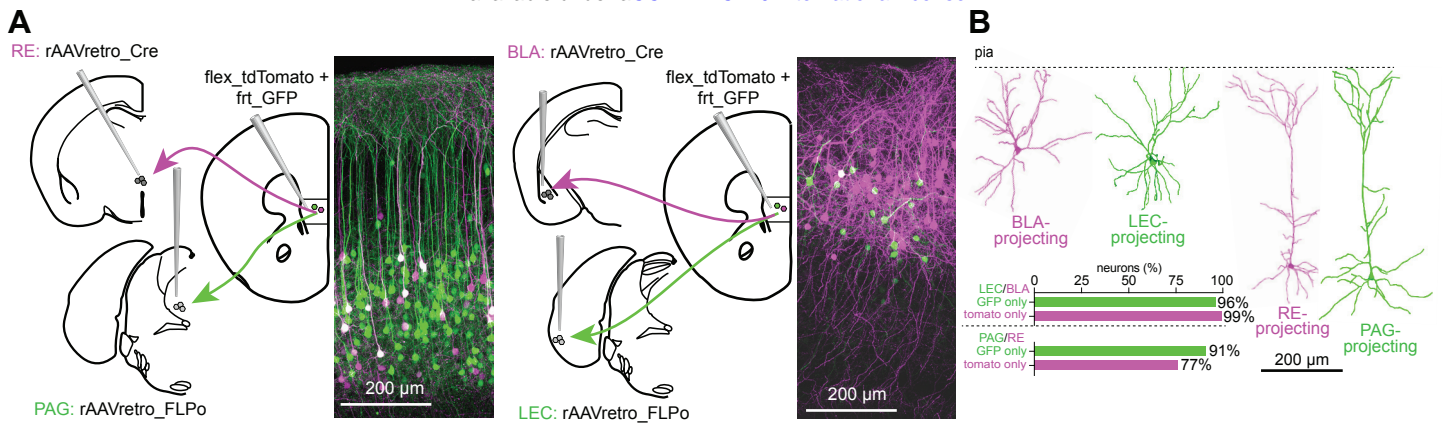 A
RE: rAAVretro_Cre
flex_tdTomato +
frt_GFP
PAG: rAAVretro_FLPo
200 µm
BLA: rAAVretro_Cre
flex_tdTomato +
frt_GFP
LEC: rAAVretro_FLPo
200 µm
B
pia
BLA-
projecting
LEC-
projecting
RE-
projecting
PAG-
projecting
200 µm
neurons (%)
0 25 50 75 100
LEC/BLA
GFP only 96%
tomato only 99%
PAG/RE
GFP only 91%
tomato only 77%